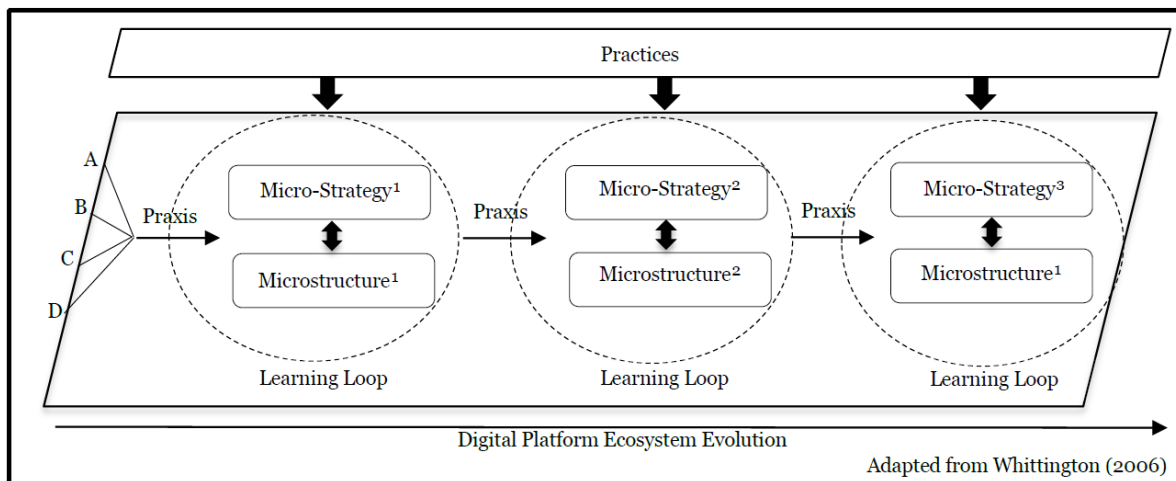 Practices
A
B
C
D
Praxis
Micro-Strategy¹
Microstructure¹
Learning Loop
Praxis
Micro-Strategy²
Microstructure²
Learning Loop
Praxis
Micro-Strategy³
Microstructure¹
Learning Loop
Digital Platform Ecosystem Evolution
Adapted from Whittington (2006)